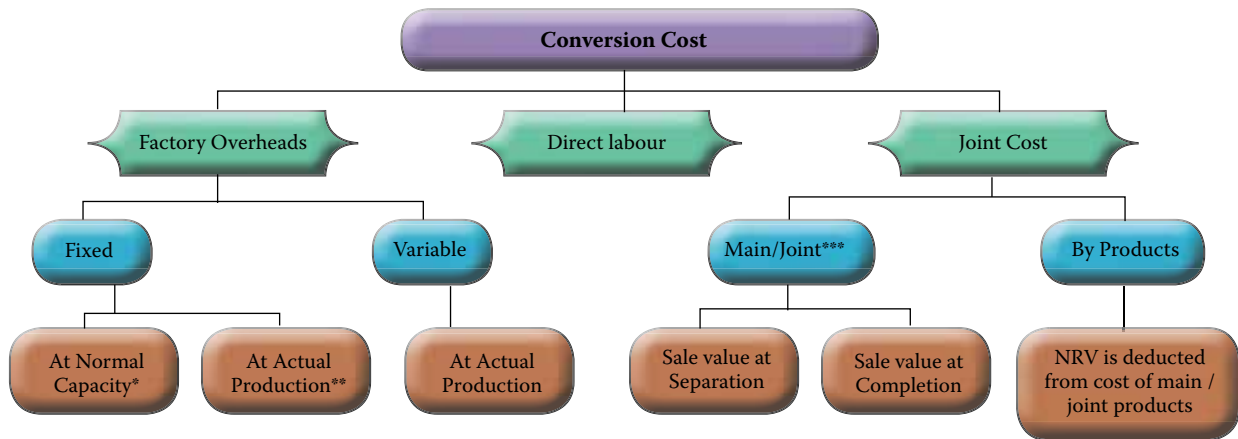 Conversion Cost
Factory Overheads
Direct labour
Joint Cost
Fixed
Variable
Main/Joint***
By Products
At Normal
Capacity*
At Actual
Production**
At Actual
Production
Sale value at
Separation
Sale value at
Completion
NRV is deducted
from cost of main /
joint products